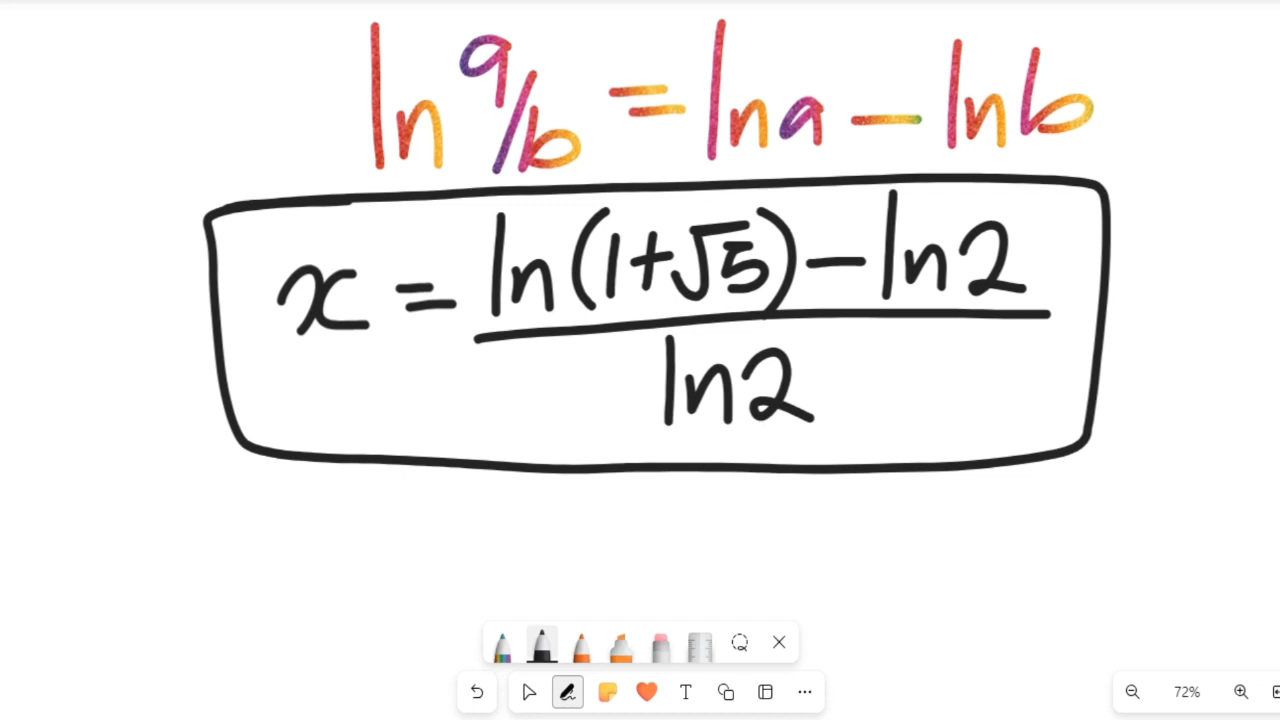 ln a/b = ln a - ln b
x = ln(1+√5) - ln2
ln2
T
72%